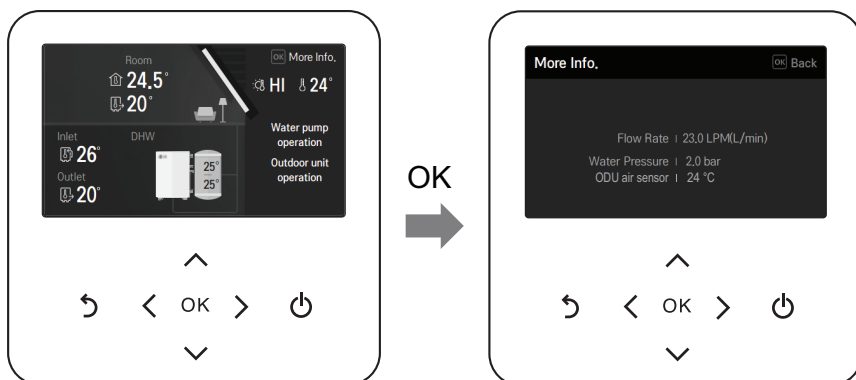 Room
OK More Info.
24.5°
HI 24°
20°
Inlet
DHW
Water pump
operation
26°
Outdoor unit
operation
25°
25°
Outlet
20°
OK
OK
More Info.
OK Back
Flow Rate | 23.0 LPM(L/min)
Water Pressure | 2.0 bar
ODU air sensor | 24 °C
OK